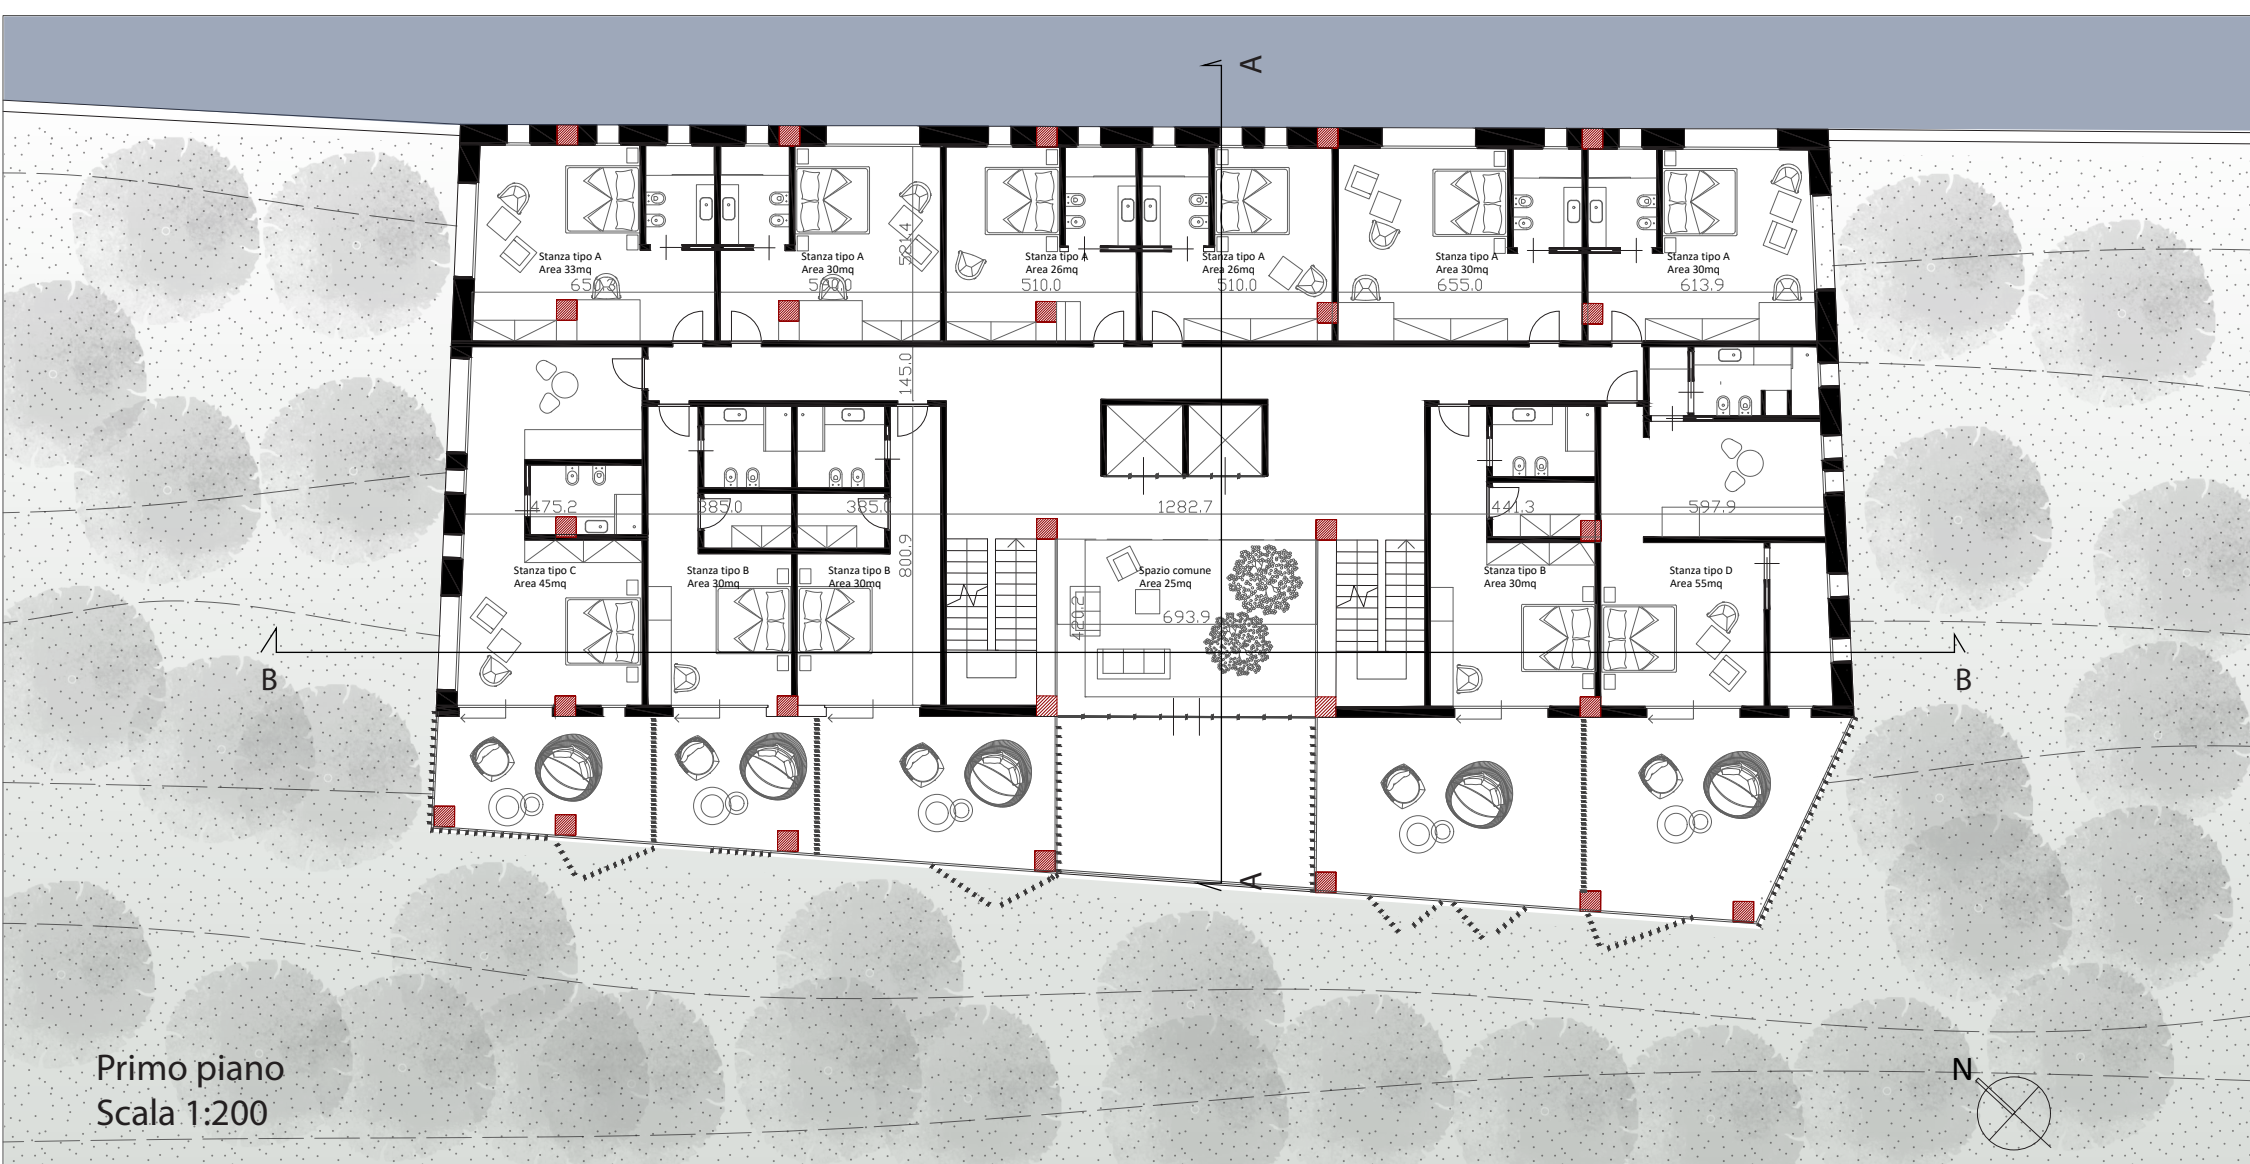 A
Stanza tipo A
Area 33mq
Stanza tipo A
Area 30mq
Stanza tipo A
Area 26mq
Stanza tipo A
Area 26mq
Stanza tipo A
Area 30mq
Stanza tipo A
Area 30mq
510.0
510.0
655.0
613.9
145.0
475.2
385.0
385.0
1282.7
441.3
597.9
800.9
Stanza tipo C
Area 45mq
Stanza tipo B
Area 30mq
Stanza tipo B
Area 30mq
Spazio comune
Area 25mq
Stanza tipo B
Area 30mq
Stanza tipo D
Area 55mq
420.2
693.9
B
B
A
Primo piano
Scala 1:200
N